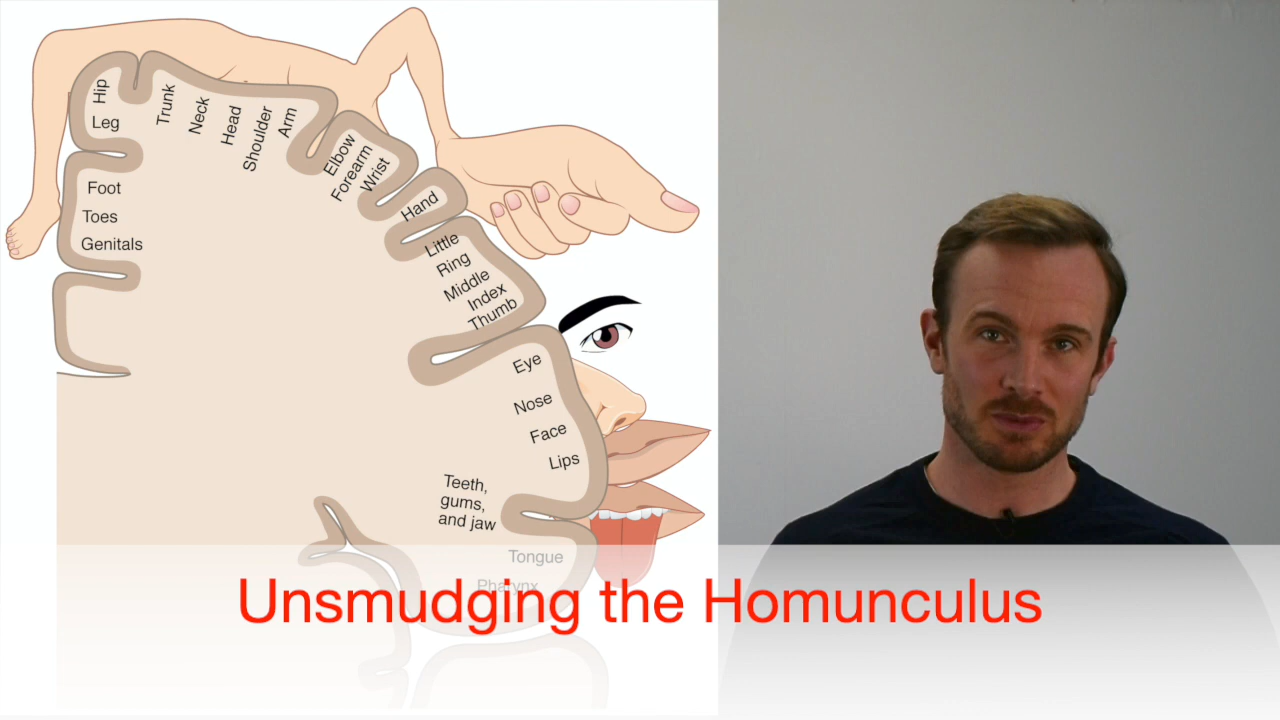 Hip
Leg
Foot
Toes
Genitals
Trunk
Neck
Head
Shoulder
Arm
Elbow
Forearm
Wrist
Hand
Little
Ring
Middle
Index
Thumb
Eye
Nose
Face
Lips
Teeth,
gums,
and jaw
Tongue
Pharynx
Unsmudging the Homunculus